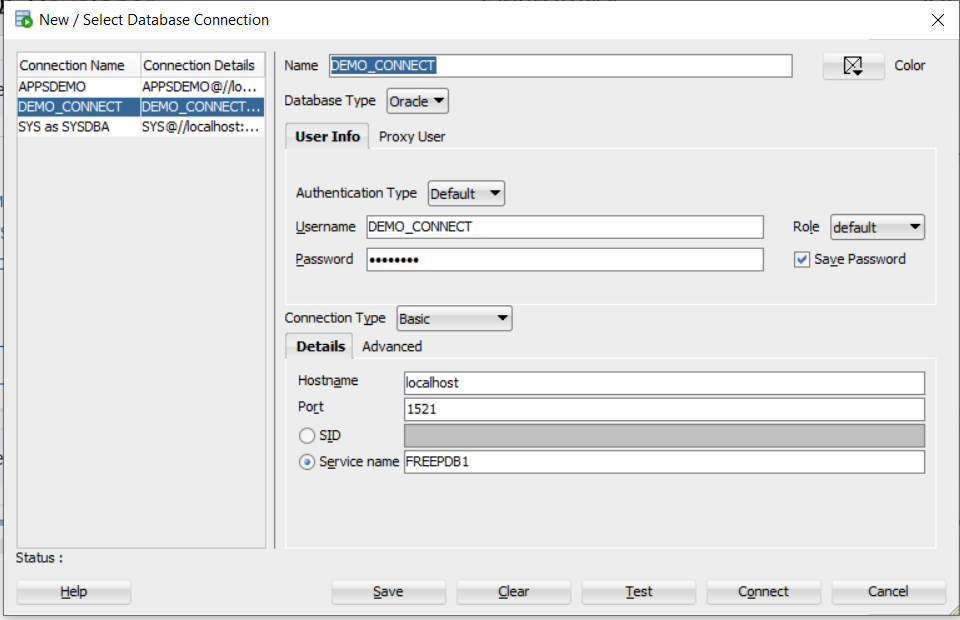 New / Select Database Connection
Connection Name Connection Details
APPSDEMO APPSDEMO@//lo...
DEMO_CONNECT DEMO_CONNECT...
SYS as SYSDBA SYS@//localhost:...
Name DEMO_CONNECT Color
Database Type Oracle
User Info Proxy User
Authentication Type Default
Username DEMO_CONNECT Role default
Password •••••••• Save Password
Connection Type Basic
Details Advanced
Hostname localhost
Port 1521
SID
Service name FREEPDB1
Status :
Help Save Clear Test Connect Cancel